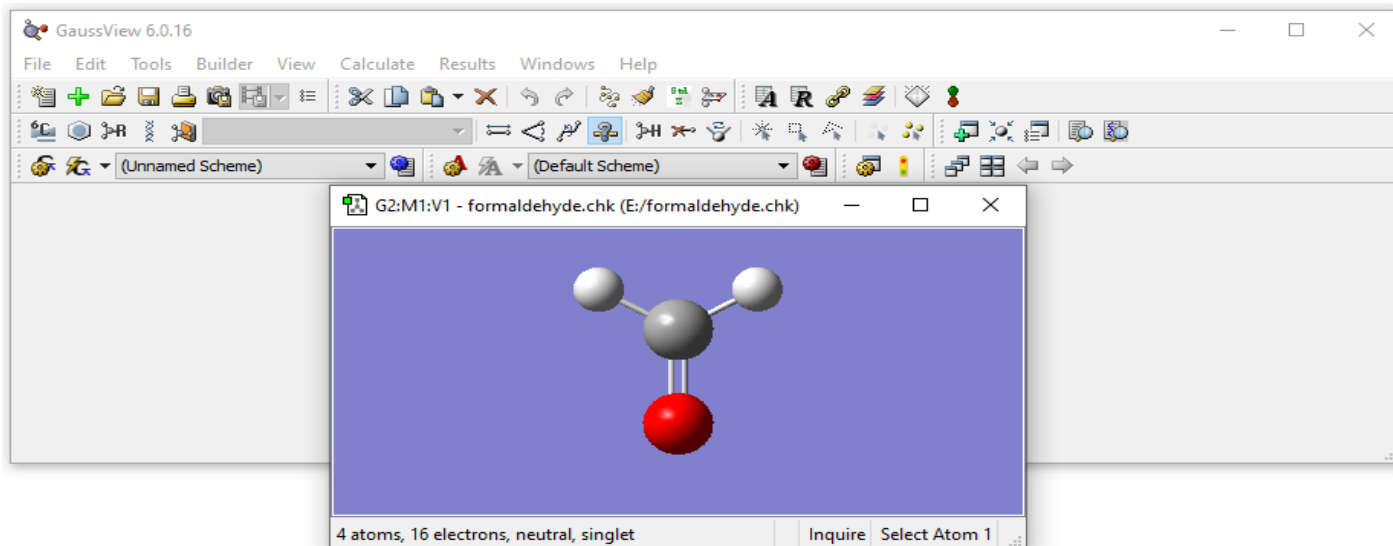 GaussView 6.0.16
File Edit Tools Builder View Calculate Results Windows Help
(Unnamed Scheme) (Default Scheme)
G2:M1:V1 - formaldehyde.chk (E:/formaldehyde.chk)
4 atoms, 16 electrons, neutral, singlet Inquire Select Atom 1